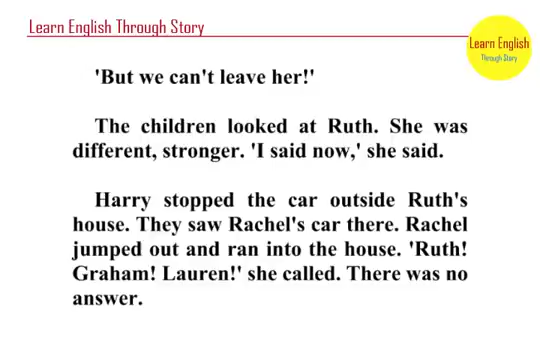 Learn English Through Story
Learn English
Through Story
'But we can't leave her!'
The children looked at Ruth. She was
different, stronger. 'I said now,' she said.
Harry stopped the car outside Ruth's
house. They saw Rachel's car there. Rachel
jumped out and ran into the house. 'Ruth!
Graham! Lauren!' she called. There was no
answer.